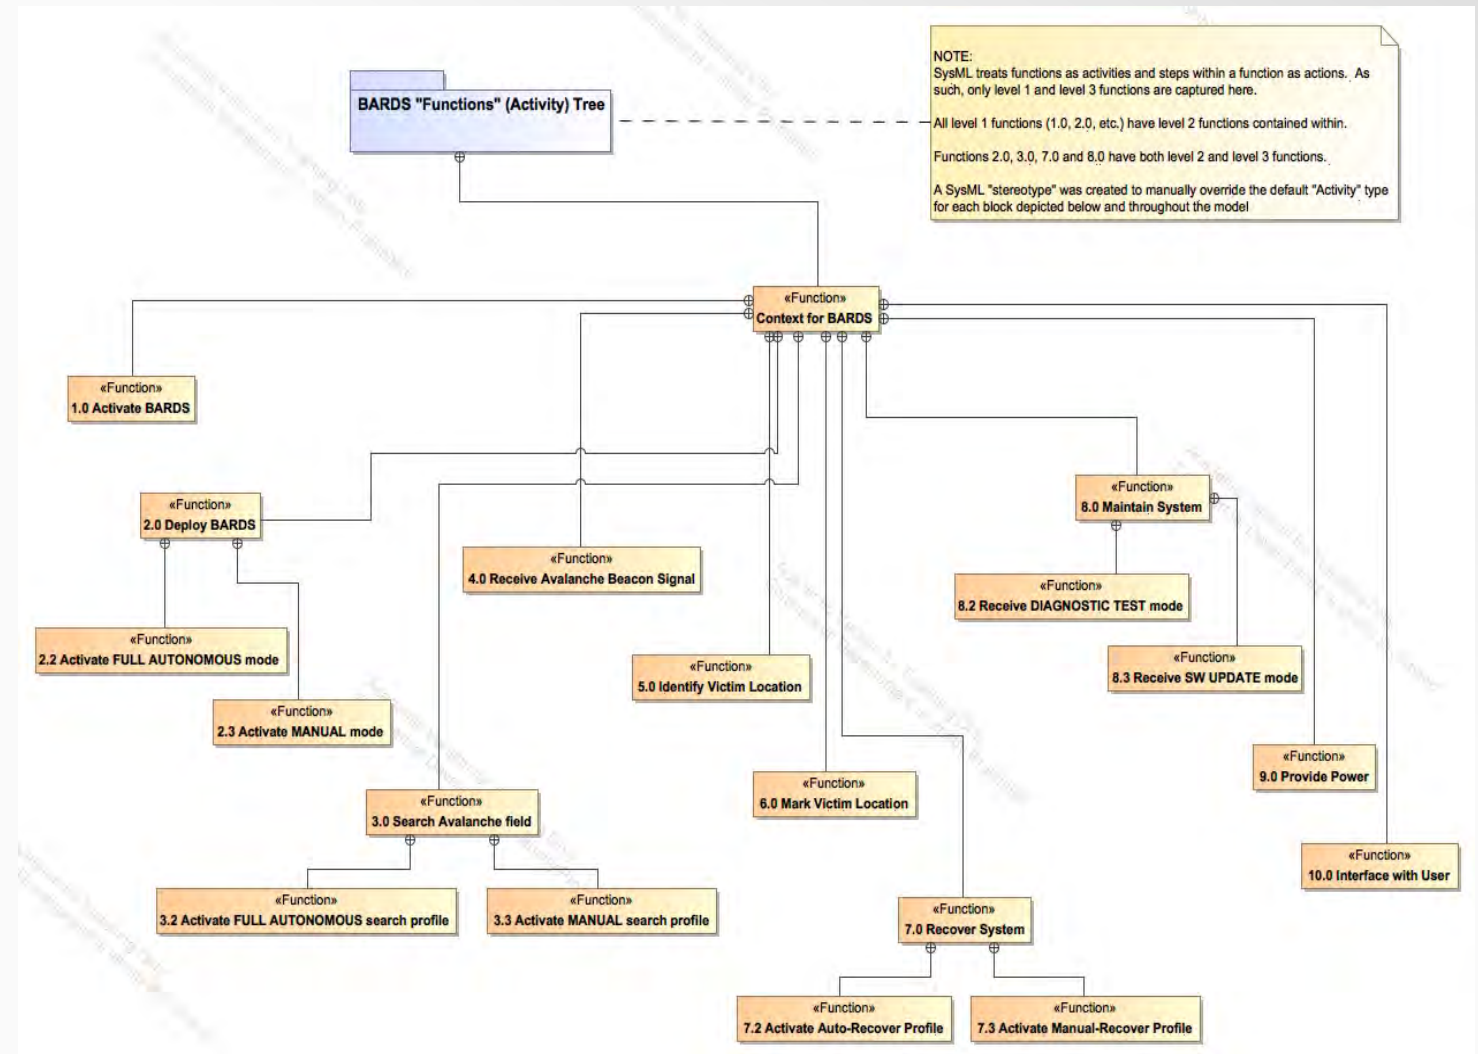 BARDS "Functions" (Activity) Tree
NOTE:
SysML treats functions as activities and steps within a function as actions. As
such, only level 1 and level 3 functions are captured here.
All level 1 functions (1.0, 2.0, etc.) have level 2 functions contained within.
Functions 2.0, 3.0, 7.0 and 8.0 have both level 2 and level 3 functions.
A SysML "stereotype" was created to manually override the default "Activity" type
for each block depicted below and throughout the model
«Function»
Context for BARDS
«Function»
1.0 Activate BARDS
«Function»
2.0 Deploy BARDS
«Function»
8.0 Maintain System
«Function»
4.0 Receive Avalanche Beacon Signal
«Function»
8.2 Receive DIAGNOSTIC TEST mode
«Function»
2.2 Activate FULL AUTONOMOUS mode
«Function»
5.0 Identify Victim Location
«Function»
8.3 Receive SW UPDATE mode
«Function»
2.3 Activate MANUAL mode
«Function»
9.0 Provide Power
«Function»
6.0 Mark Victim Location
«Function»
3.0 Search Avalanche field
«Function»
10.0 Interface with User
«Function»
3.2 Activate FULL AUTONOMOUS search profile
«Function»
3.3 Activate MANUAL search profile
«Function»
7.0 Recover System
«Function»
7.2 Activate Auto-Recover Profile
«Function»
7.3 Activate Manual-Recover Profile